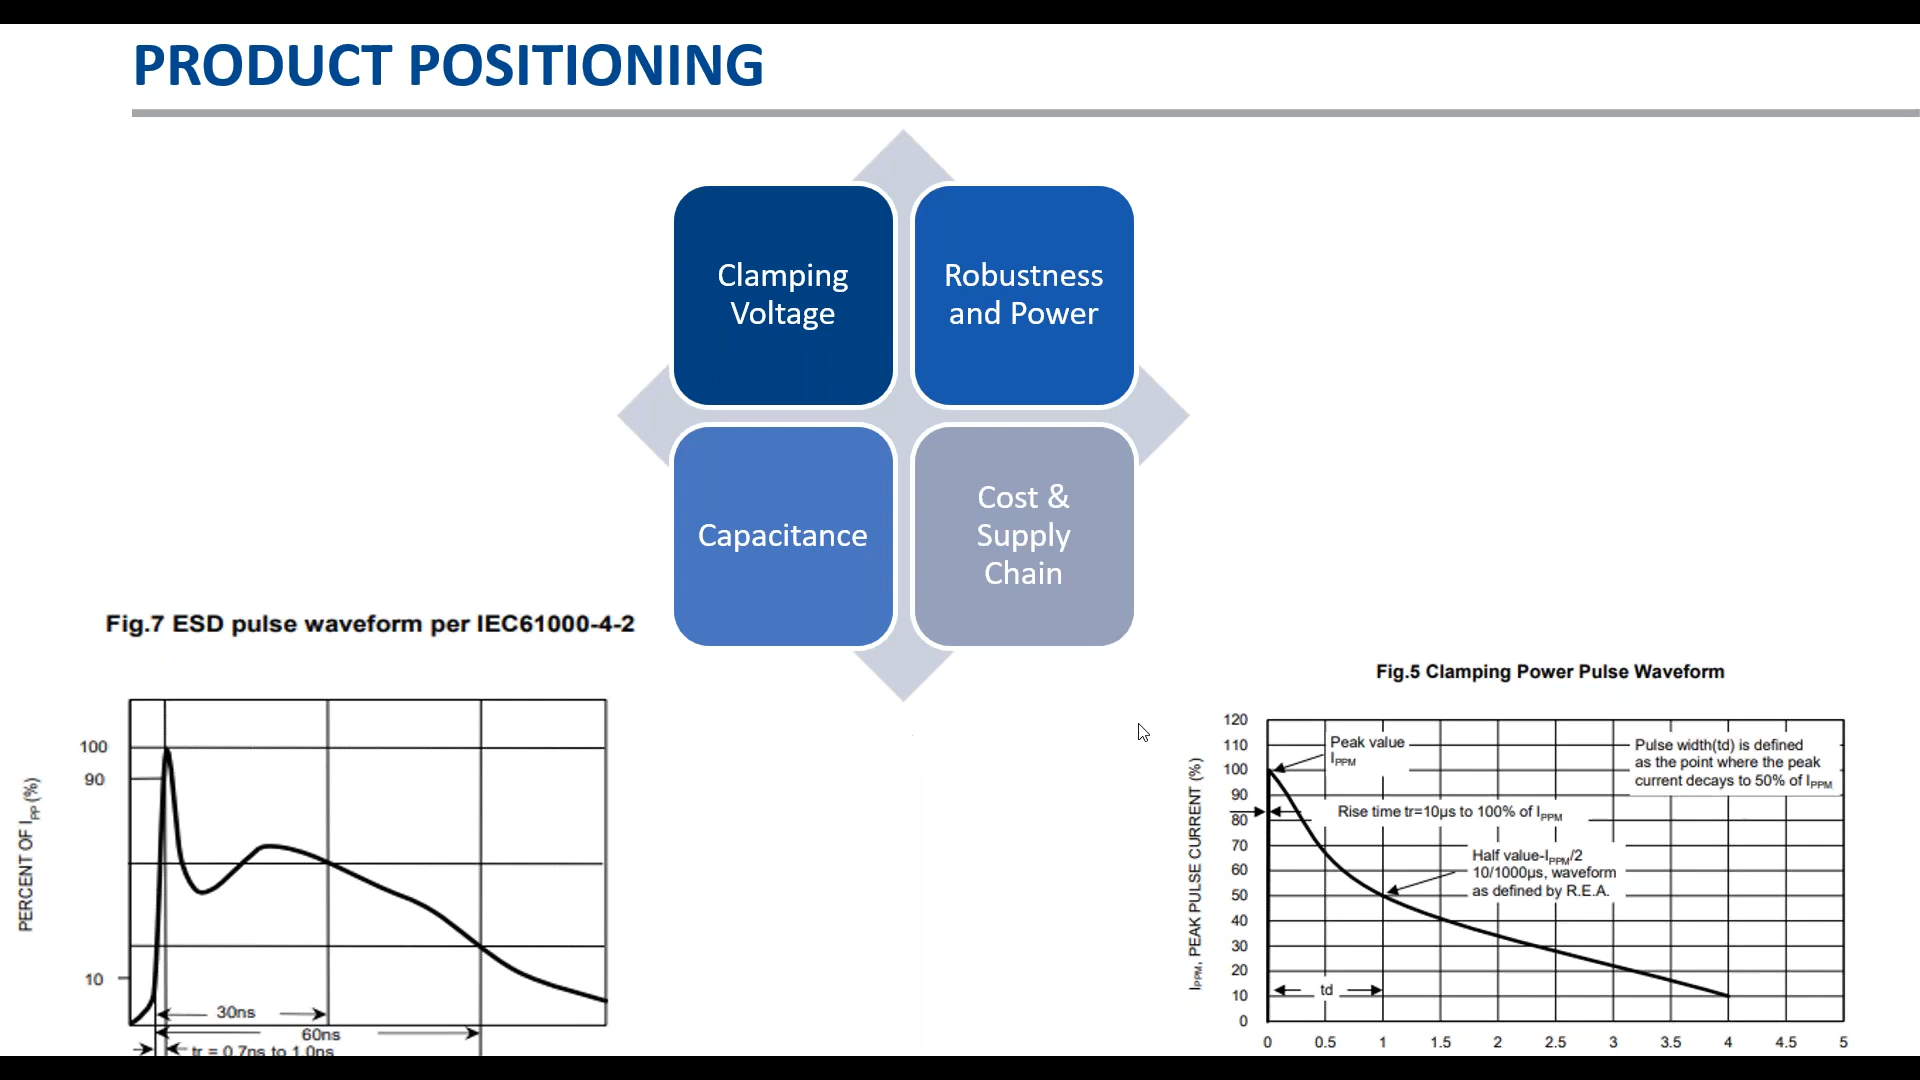 PRODUCT POSITIONING
Clamping
Voltage
Robustness
and Power
Capacitance
Cost &
Supply
Chain
Fig.7 ESD pulse waveform per IEC61000-4-2
PERCENT OF IPP (%)
100
90
10
30ns
60ns
tr = 0.7ns to 1.0ns
Fig.5 Clamping Power Pulse Waveform
IPPM, PEAK PULSE CURRENT (%)
120
110
100
90
80
70
60
50
40
30
20
10
0
Peak value
IPPM
Pulse width(td) is defined
as the point where the peak
current decays to 50% of IPPM
Rise time tr=10µs to 100% of IPPM
Half value-IPPM/2
10/1000µs, waveform
as defined by R.E.A.
td
0 0.5 1 1.5 2 2.5 3 3.5 4 4.5 5